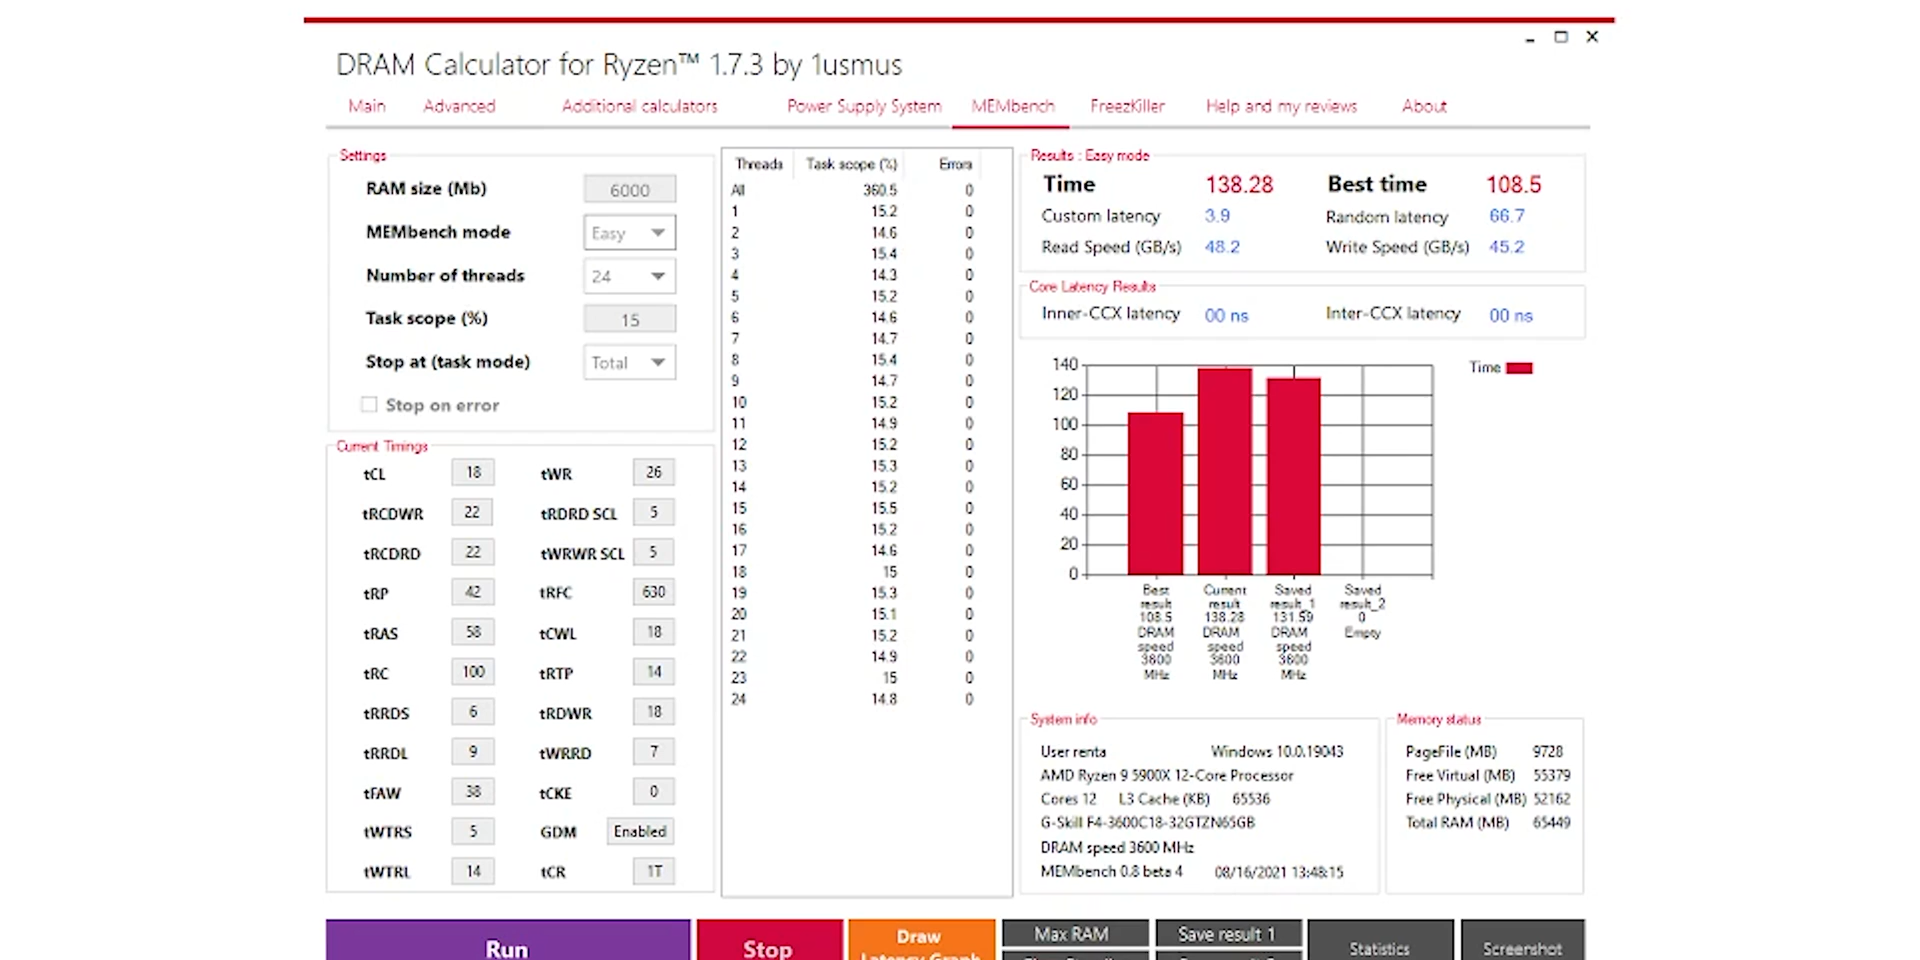 DRAM Calculator for Ryzen™ 1.7.3 by 1usmus
Main Advanced Additional calculators Power Supply System MEMbench FreezKiller Help and my reviews About
Settings
RAM size (Mb) 6000
MEMbench mode Easy
Number of threads 24
Task scope (%) 15
Stop at (task mode) Total
Stop on error
Current Timings
tCL 18 tWR 26
tRCDWR 22 tRDRD SCL 5
tRCDRD 22 tWRWR SCL 5
tRP 42 tRFC 630
tRAS 58 tCWL 18
tRC 100 tRTP 14
tRRDS 6 tRDWR 18
tRRDL 9 tWRRD 7
tFAW 38 tCKE 0
tWTRS 5 GDM Enabled
tWTRL 14 tCR 1T
Threads Task scope (%) Errors
All 360.5 0
1 15.2 0
2 14.6 0
3 15.4 0
4 14.3 0
5 15.2 0
6 14.6 0
7 14.7 0
8 15.4 0
9 14.7 0
10 15.2 0
11 14.9 0
12 15.2 0
13 15.3 0
14 15.2 0
15 15.5 0
16 15.2 0
17 14.6 0
18 15 0
19 15.3 0
20 15.1 0
21 15.2 0
22 14.9 0
23 15 0
24 14.8 0
Results : Easy mode
Time 138.28 Best time 108.5
Custom latency 3.9 Random latency 66.7
Read Speed (GB/s) 48.2 Write Speed (GB/s) 45.2
Core Latency Results
Inner-CCX latency 00 ns Inter-CCX latency 00 ns
Time
140
120
100
80
60
40
20
0
Best
result
108.5
DRAM
speed
3800
MHz
Current
result
138.28
DRAM
speed
3600
MHz
Saved
result_1
131.59
DRAM
speed
3600
MHz
Saved
result_2
0
Empty
System info
User renta Windows 10.0.19043
AMD Ryzen 9 5900X 12-Core Processor
Cores 12 L3 Cache (KB) 65536
G-Skill F4-3600C18-32GTZN65GB
DRAM speed 3600 MHz
MEMbench 0.8 beta 4 08/16/2021 13:48:15
Memory status
PageFile (MB) 9728
Free Virtual (MB) 55379
Free Physical (MB) 52162
Total RAM (MB) 65449
Run
Stop
Draw
Latency Graph
Max RAM
Save result 1
Statistics
Screenshot